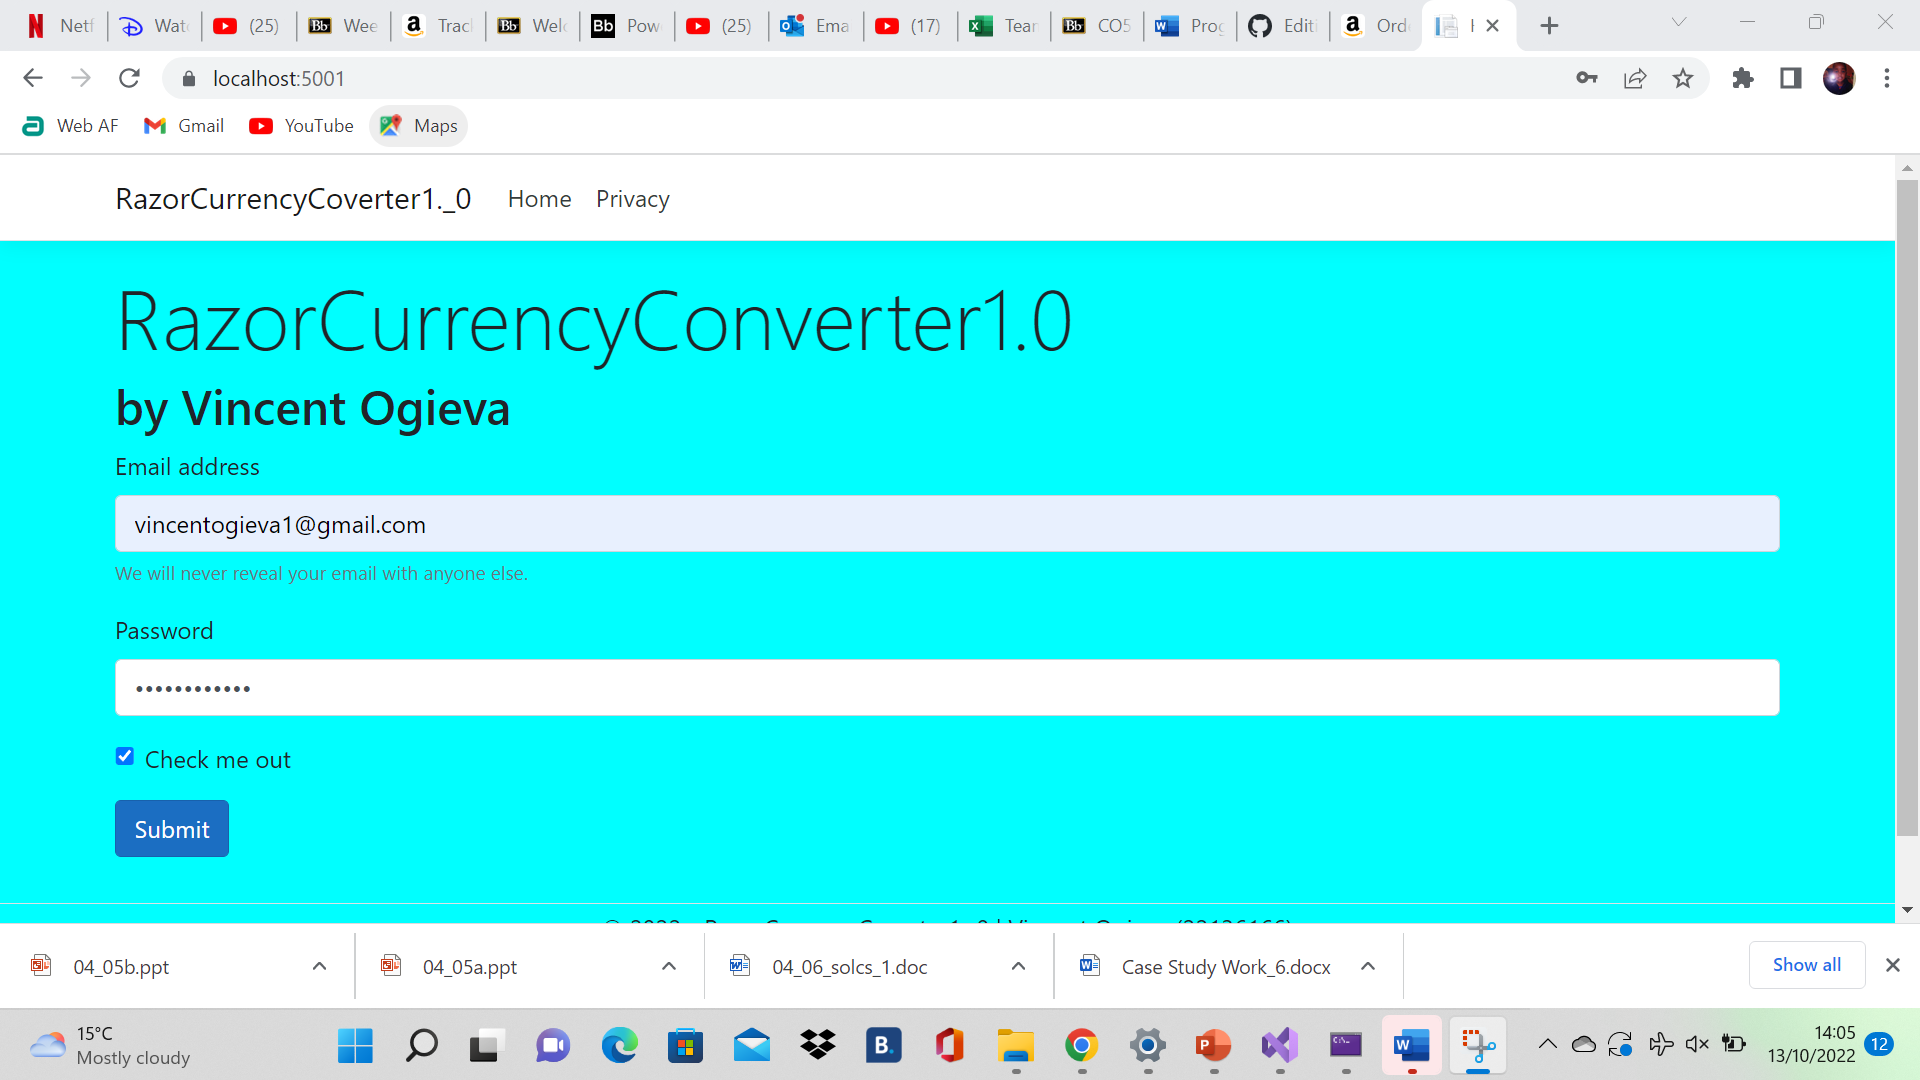 Netf
Wat
(25)
Wee
Trac
Welc
Pow
(25)
Ema
(17)
Tear
CO5
Prog
Editi
Ord
localhost:5001
Web AF
Gmail
YouTube
Maps
RazorCurrencyCoverter1._0 Home Privacy
RazorCurrencyConverter1.0
by Vincent Ogieva
Email address
vincentogieva1@gmail.com
We will never reveal your email with anyone else.
Password
Check me out
Submit
04_05b.ppt
04_05a.ppt
04_06_solcs_1.doc
Case Study Work_6.docx
Show all
15°C
Mostly cloudy
14:05
13/10/2022
12